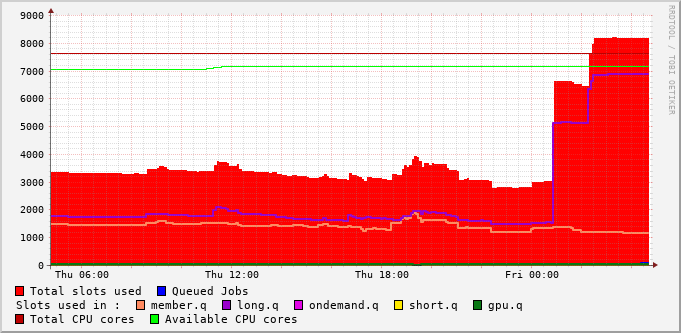 RRDTOOL / TOBI OETIKER
9000
8000
7000
6000
5000
4000
3000
2000
1000
0
Thu 06:00 Thu 12:00 Thu 18:00 Fri 00:00
Total slots used Queued Jobs
Slots used in : member.q long.q ondemand.q short.q gpu.q
Total CPU cores Available CPU cores